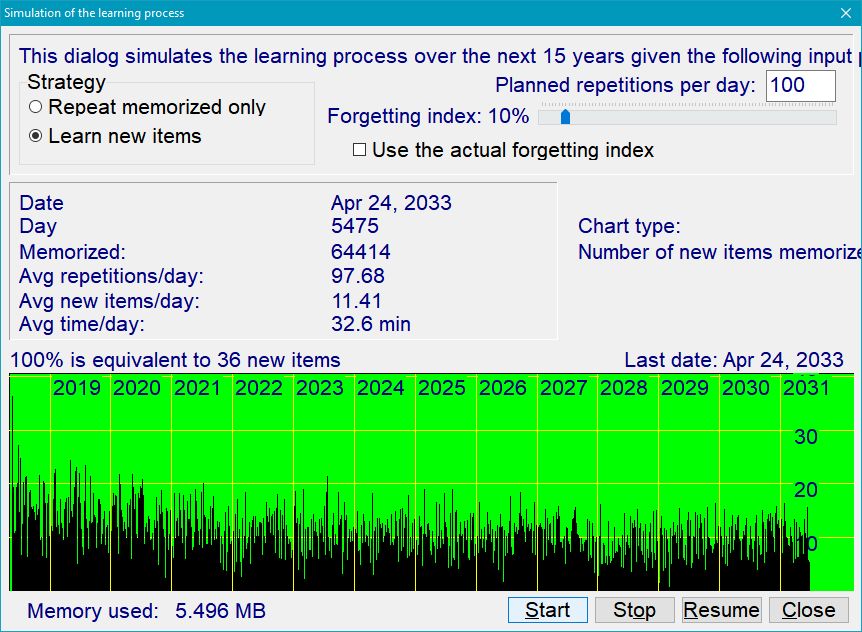 Simulation of the learning process
This dialog simulates the learning process over the next 15 years given the following input p
Strategy
Repeat memorized only
Learn new items
Planned repetitions per day: 100
Forgetting index: 10%
Use the actual forgetting index
Date Apr 24, 2033
Day 5475
Memorized: 64414
Avg repetitions/day: 97.68
Avg new items/day: 11.41
Avg time/day: 32.6 min
Chart type:
Number of new items memorize
100% is equivalent to 36 new items
Last date: Apr 24, 2033
2019 2020 2021 2022 2023 2024 2025 2026 2027 2028 2029 2030 2031
30
20
10
Memory used: 5.496 MB
Start Stop Resume Close